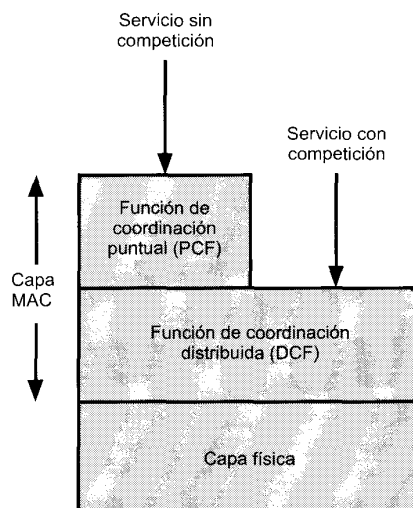 Servicio sin
competición
Servicio con
competición
Función de
coordinación
puntual (PCF)
Capa
MAC
Función de coordinación
distribuida (DCF)
Capa física